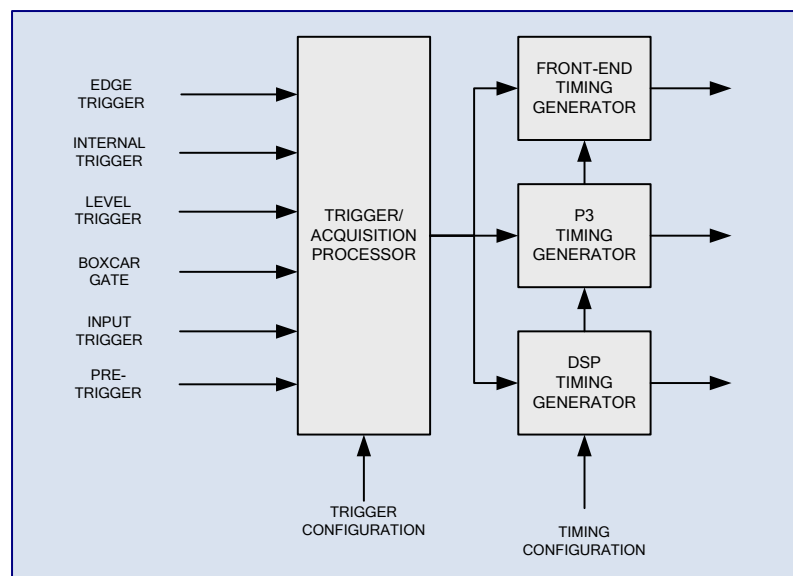 EDGE
TRIGGER
INTERNAL
TRIGGER
LEVEL
TRIGGER
BOXCAR
GATE
INPUT
TRIGGER
PRE-
TRIGGER
TRIGGER/
ACQUISITION
PROCESSOR
TRIGGER
CONFIGURATION
FRONT-END
TIMING
GENERATOR
P3
TIMING
GENERATOR
DSP
TIMING
GENERATOR
TIMING
CONFIGURATION